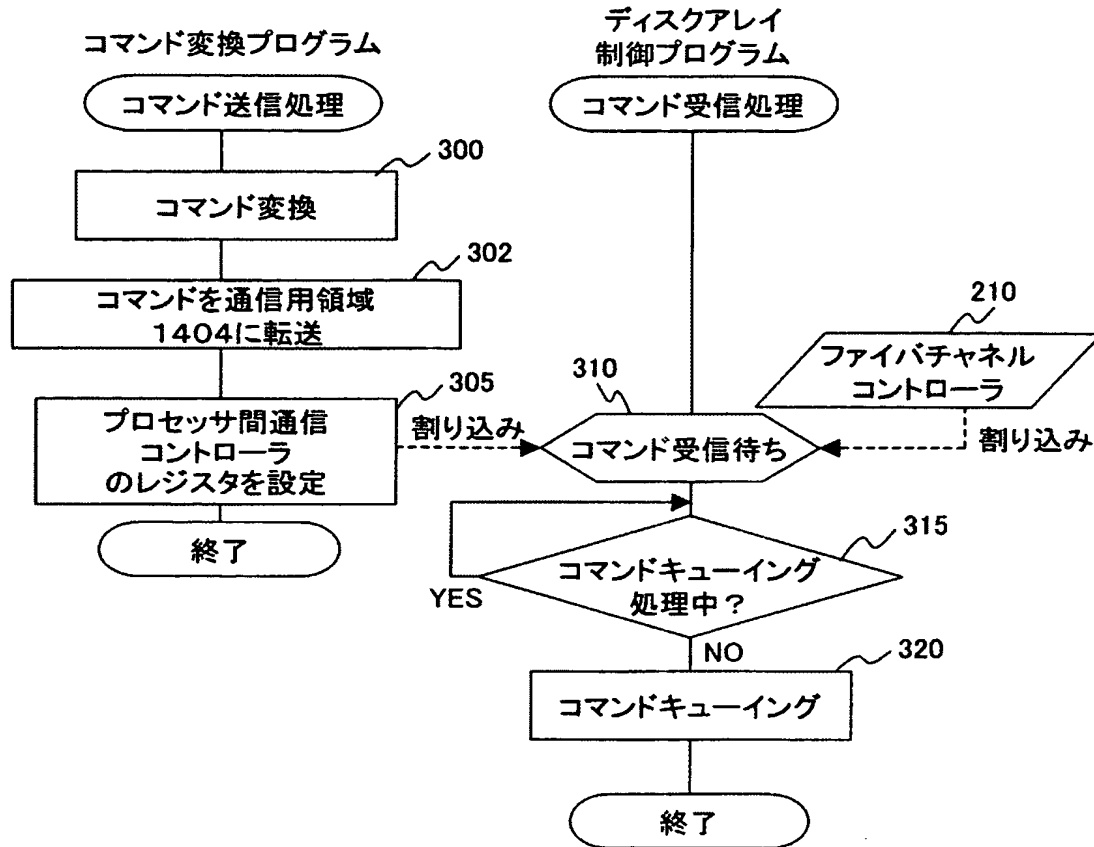 コマンド変換プログラム
コマンド送信処理
300
コマンド変換
302
コマンドを通信用領域
1404に転送
305
プロセッサ間通信
コントローラ
のレジスタを設定
割り込み
終了
ディスクアレイ
制御プログラム
コマンド受信処理
210
ファイバチャネル
コントローラ
310
コマンド受信待ち
割り込み
315
コマンドキューイング
処理中？
YES
NO
320
コマンドキューイング
終了